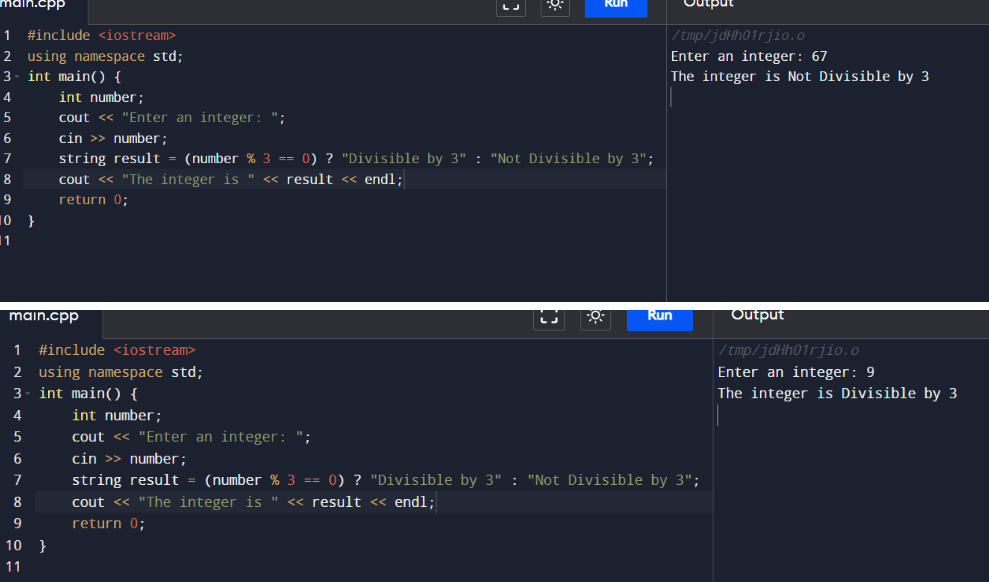 main.cpp Run Output
1 #include <iostream> /tmp/jdHh01rjio.o
2 using namespace std; Enter an integer: 67
3 int main() { The integer is Not Divisible by 3
4 int number;
5 cout << "Enter an integer: ";
6 cin >> number;
7 string result = (number % 3 == 0) ? "Divisible by 3" : "Not Divisible by 3";
8 cout << "The integer is " << result << endl;
9 return 0;
10 }
11
main.cpp Run Output
1 #include <iostream> /tmp/jdHh01rjio.o
2 using namespace std; Enter an integer: 9
3 int main() { The integer is Divisible by 3
4 int number;
5 cout << "Enter an integer: ";
6 cin >> number;
7 string result = (number % 3 == 0) ? "Divisible by 3" : "Not Divisible by 3";
8 cout << "The integer is " << result << endl;
9 return 0;
10 }
11